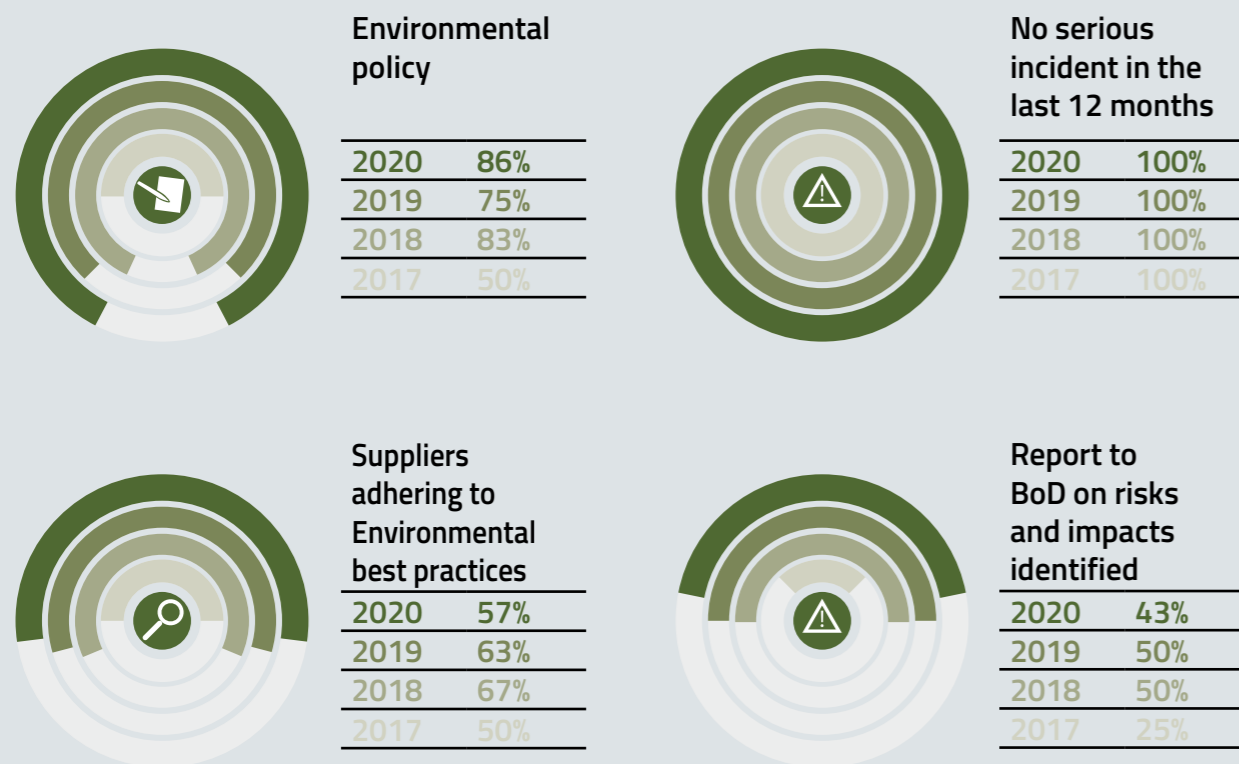 Environmental
policy
2020 86%
2019 75%
2018 83%
2017 50%
No serious
incident in the
last 12 months
2020 100%
2019 100%
2018 100%
2017 100%
Suppliers
adhering to
Environmental
best practices
2020 57%
2019 63%
2018 67%
2017 50%
Report to
BoD on risks
and impacts
identified
2020 43%
2019 50%
2018 50%
2017 25%